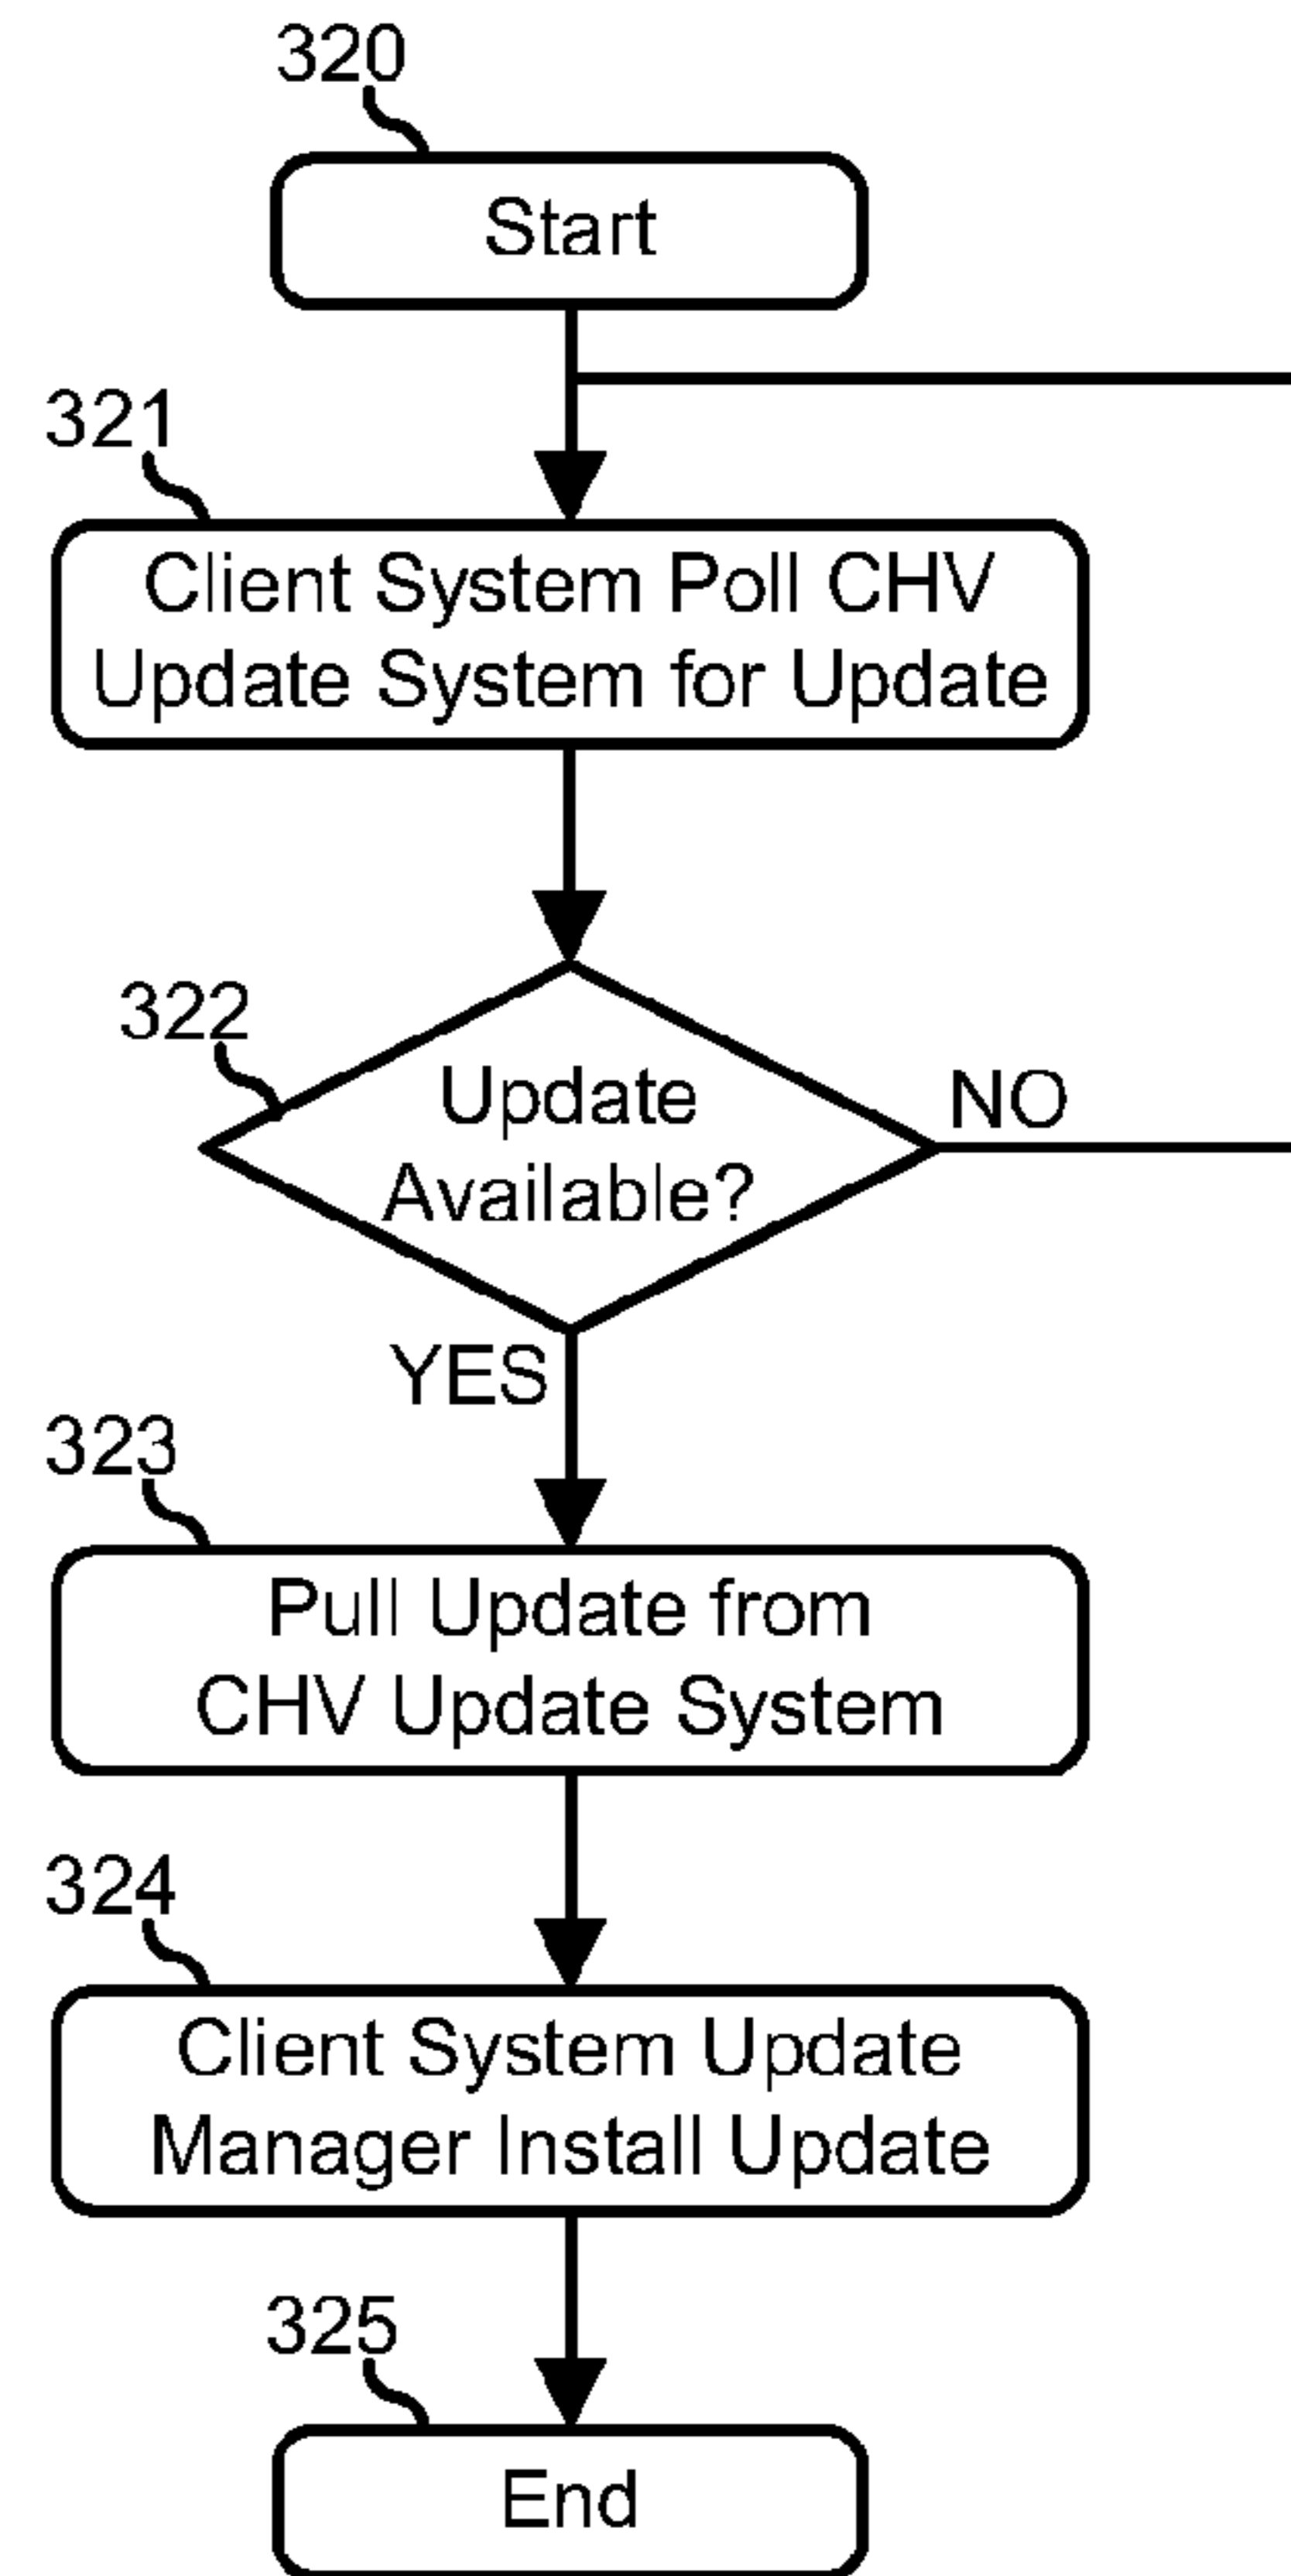 320
Start
321
Client System Poll CHV
Update System for Update
322
Update
Available?
NO
YES
323
Pull Update from
CHV Update System
324
Client System Update
Manager Install Update
325
End